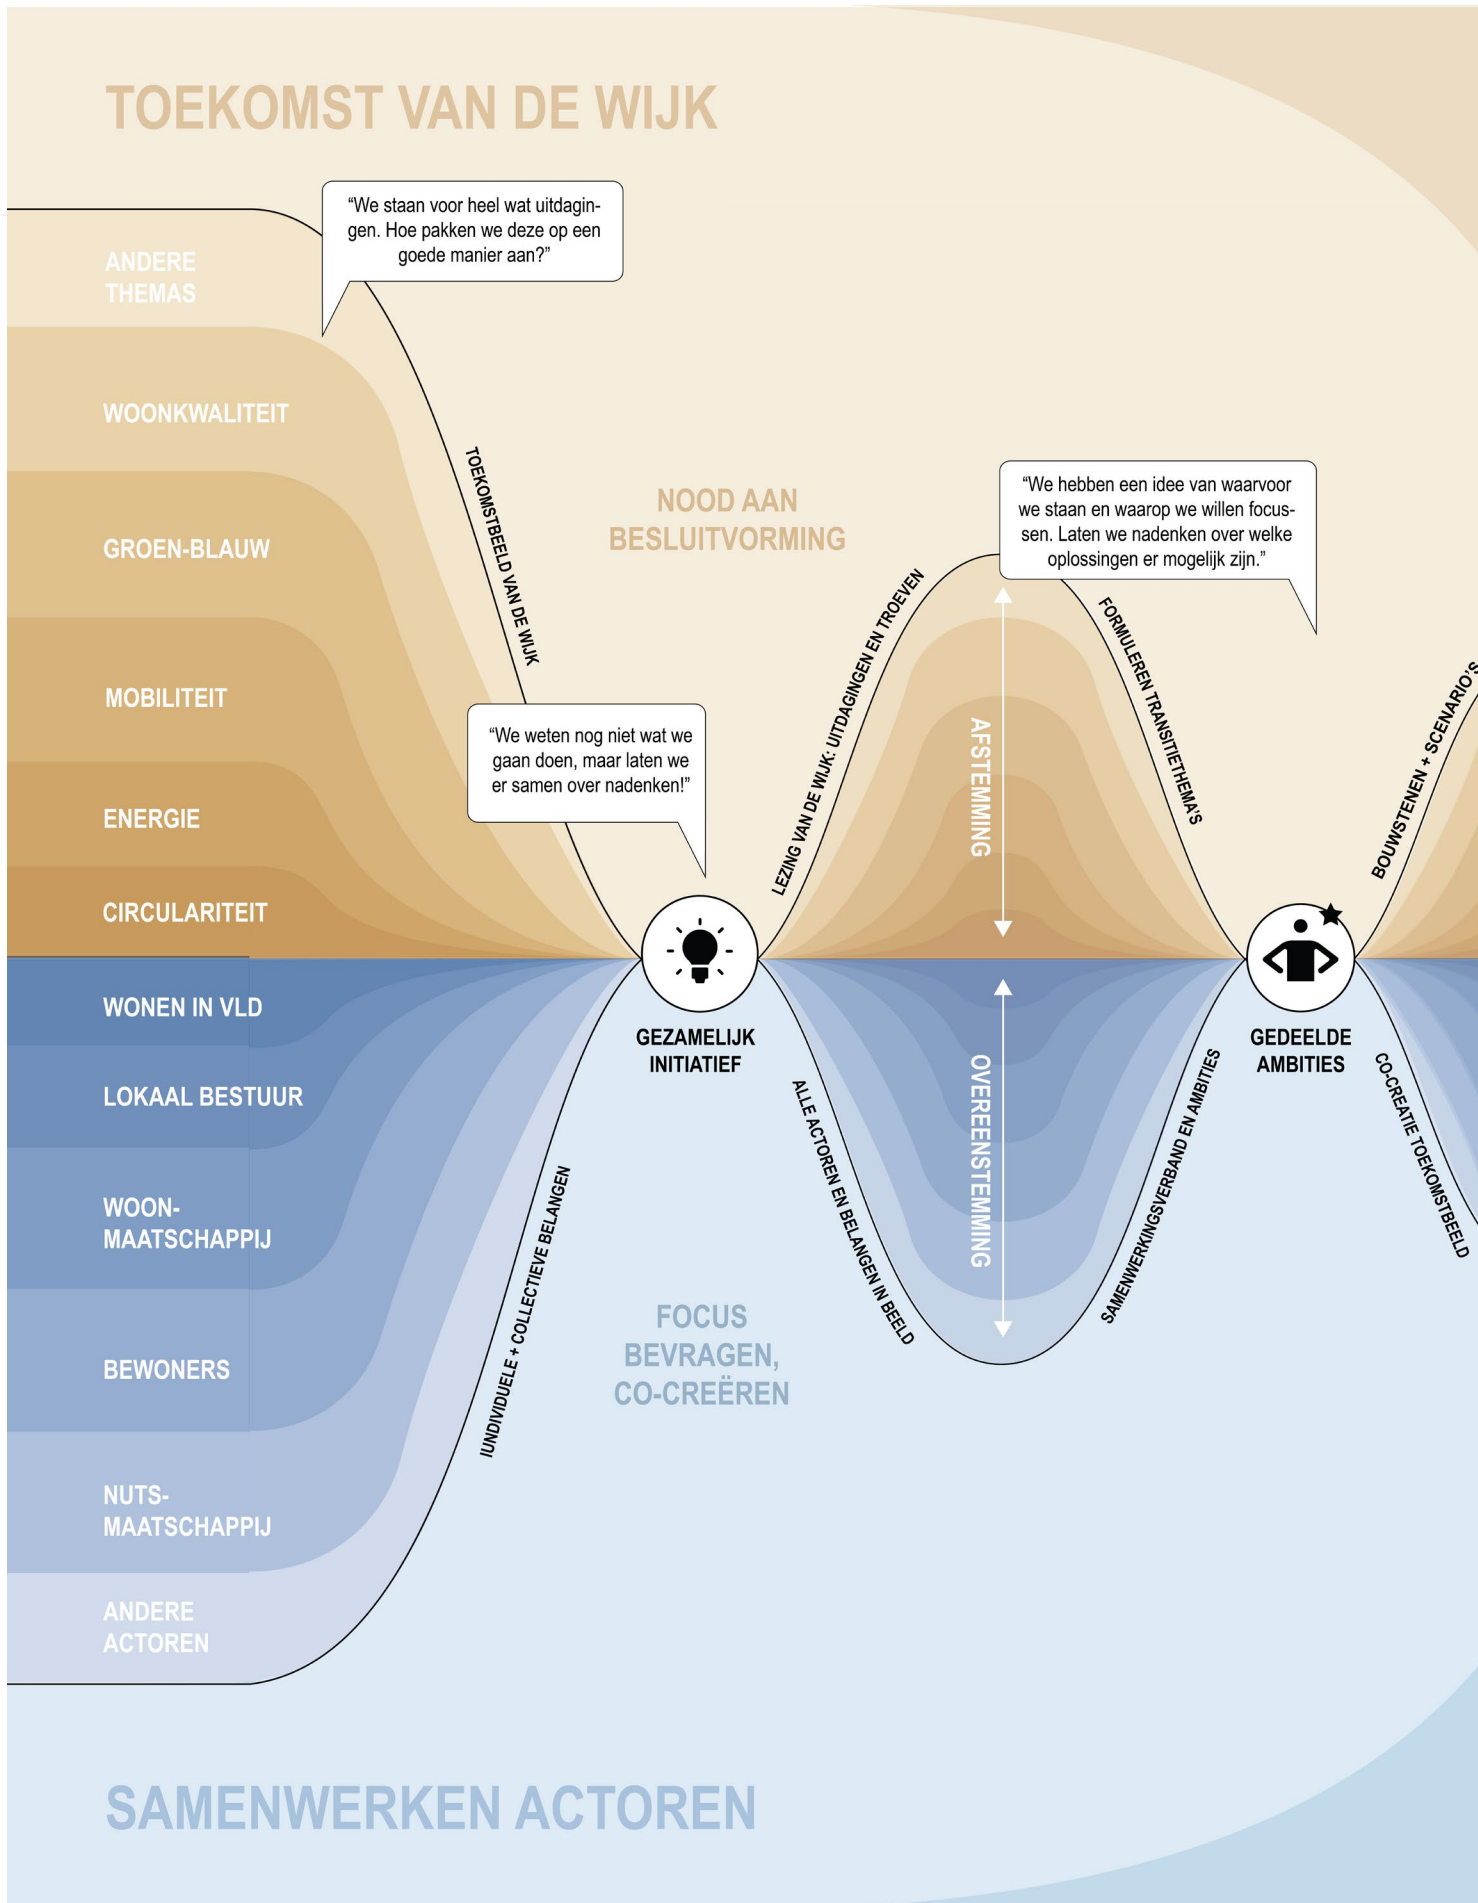 TOEKOMST VAN DE WIJK
“We staan voor heel wat uitdagin-
gen. Hoe pakken we deze op een
goede manier aan?”
ANDERE
THEMAS
WOONKWALITEIT
GROEN-BLAUW
MOBILITEIT
ENERGIE
CIRCULARITEIT
TOEKOMSTBEELD VAN DE WIJK
NOOD AAN
BESLUITVORMING
“We weten nog niet wat we
gaan doen, maar laten we
er samen over nadenken!”
“We hebben een idee van waarvoor
we staan en waarop we willen focus-
sen. Laten we nadenken over welke
oplossingen er mogelijk zijn.”
LEZING VAN DE WIJK: UITDAGINGEN EN TROEVEN
AFSTEMMING
FORMULEREN TRANSITIETHEMA'S
BOUWSTENEN + SCENARIO'S
WONEN IN VLD
LOKAAL BESTUUR
WOON-
MAATSCHAPPIJ
BEWONERS
NUTS-
MAATSCHAPPIJ
ANDERE
ACTOREN
IUNDIVIDUELE + COLLECTIEVE BELANGEN
GEZAMELIJK
INITIATIEF
FOCUS
BEVRAGEN,
CO-CREËREN
ALLE ACTOREN EN BELANGEN IN BEELD
OVEREENSTEMMING
SAMENWERKINGSVERBAND EN AMBITIES
GEDEELDE
AMBITIES
CO-CREATIE TOEKOMSTBEELD
SAMENWERKEN ACTOREN